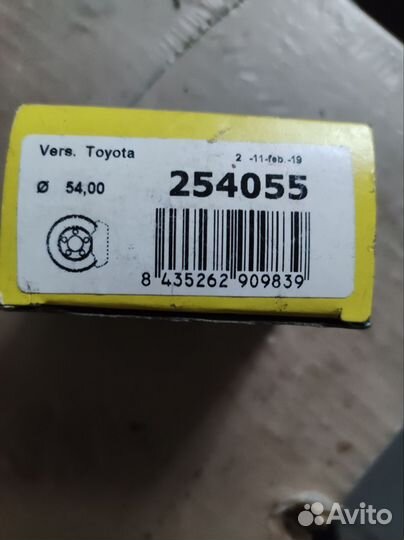 Vers. Toyota
2 -11-feb.-19
Ø 54,00
254055
8 435262 909839
Avito